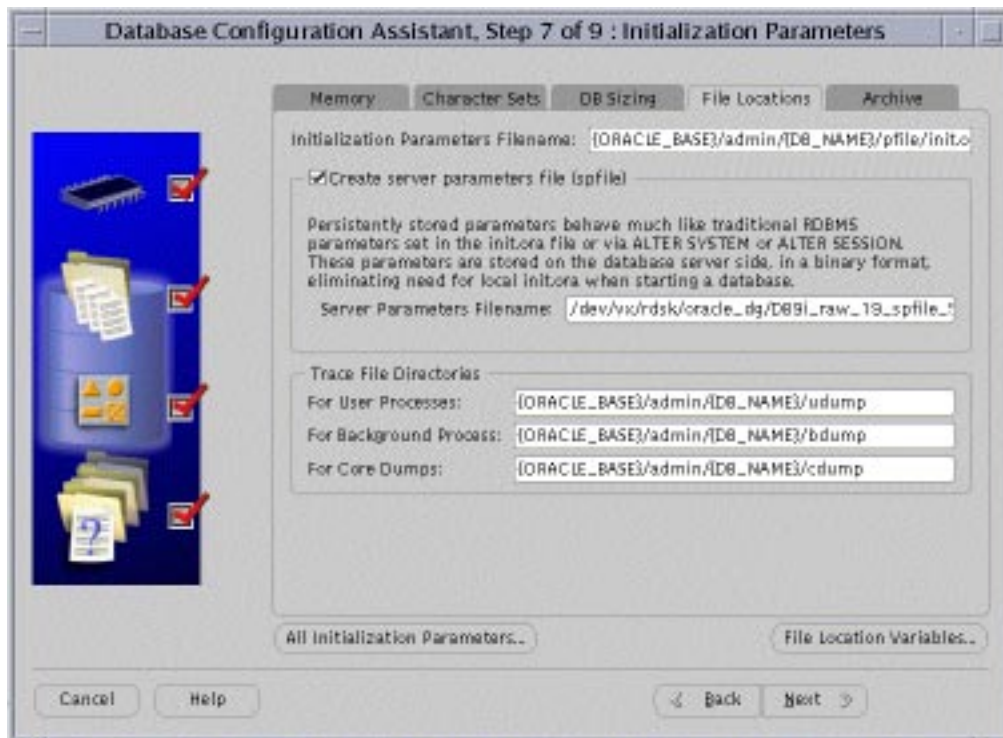 Database Configuration Assistant, Step 7 of 9 : Initialization Parameters
Memory Character Sets DB Sizing File Locations Archive
Initialization Parameters Filename: {ORACLE_BASE}/admin/{DB_NAME}/pfile/init.o
Create server parameters file (spfile)
Persistently stored parameters behave much like traditional RDBMS
parameters set in the init.ora file or via ALTER SYSTEM or ALTER SESSION.
These parameters are stored on the database server side, in a binary format,
eliminating need for local init.ora when starting a database.
Server Parameters Filename: /dev/vx/rdsk/oracle_dg/DB9i_raw_19_spfile_5
Trace File Directories
For User Processes: {ORACLE_BASE}/admin/{DB_NAME}/udump
For Background Process: {ORACLE_BASE}/admin/{DB_NAME}/bdump
For Core Dumps: {ORACLE_BASE}/admin/{DB_NAME}/cdump
?
All Initialization Parameters... File Location Variables...
Cancel Help Back Next